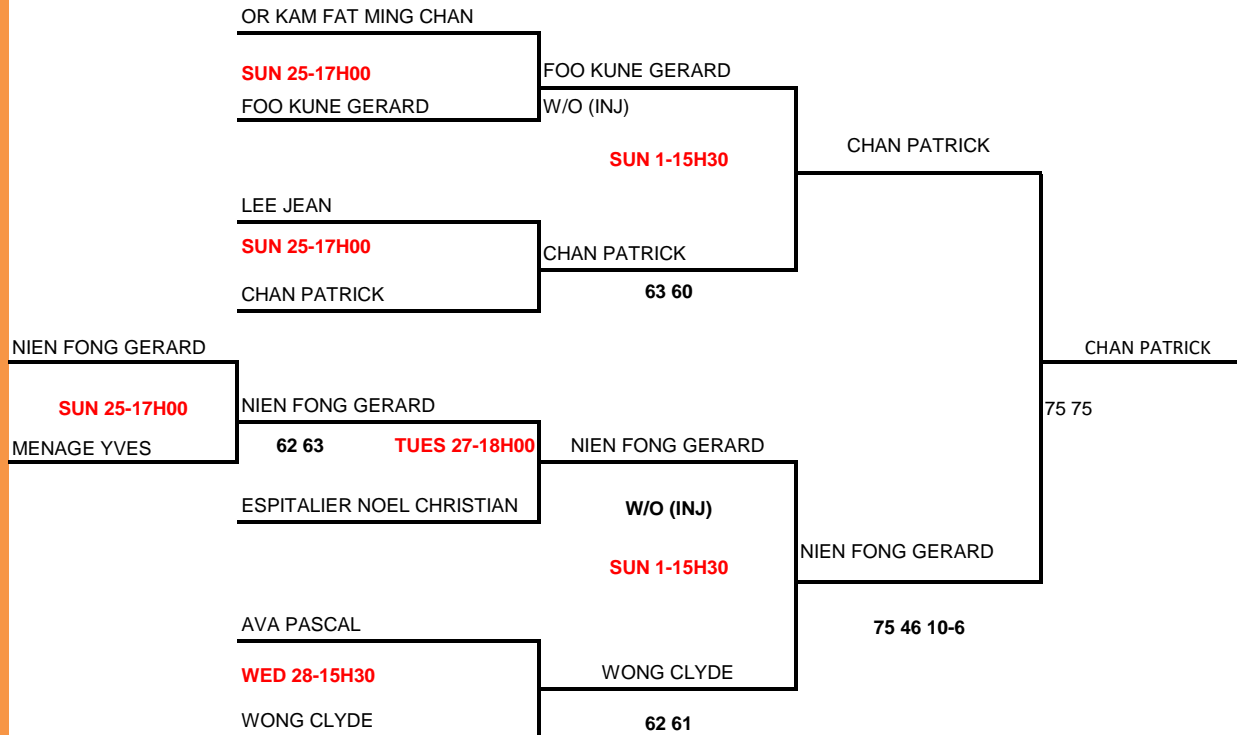 OR KAM FAT MING CHAN
SUN 25-17H00
FOO KUNE GERARD
FOO KUNE GERARD
W/O (INJ)
SUN 1-15H30
CHAN PATRICK
LEE JEAN
SUN 25-17H00
CHAN PATRICK
CHAN PATRICK
63 60
NIEN FONG GERARD
CHAN PATRICK
SUN 25-17H00
NIEN FONG GERARD
75 75
MENAGE YVES
62 63
TUES 27-18H00
NIEN FONG GERARD
ESPITALIER NOEL CHRISTIAN
W/O (INJ)
SUN 1-15H30
NIEN FONG GERARD
AVA PASCAL
75 46 10-6
WED 28-15H30
WONG CLYDE
WONG CLYDE
62 61